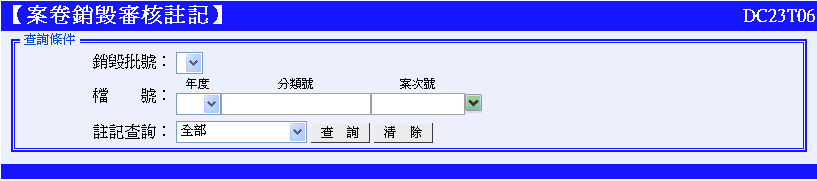 【案卷銷毀審核註記】 DC23T06
查詢條件
銷毀批號：
年度 分類號 案次號
檔　　號：
註記查詢： 全部 查　詢 清　除